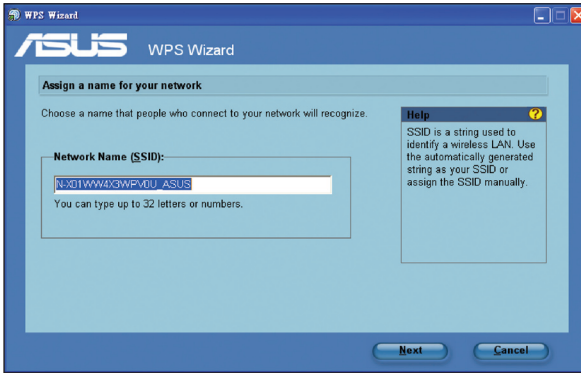 WPS Wizard
ASUS WPS Wizard
Assign a name for your network
Choose a name that people who connect to your network will recognize.
Network Name (SSID):
N-X01WW4X3WPV0U_ASUS
You can type up to 32 letters or numbers.
Help
SSID is a string used to
identify a wireless LAN. Use
the automatically generated
string as your SSID or
assign the SSID manually.
Next
Cancel